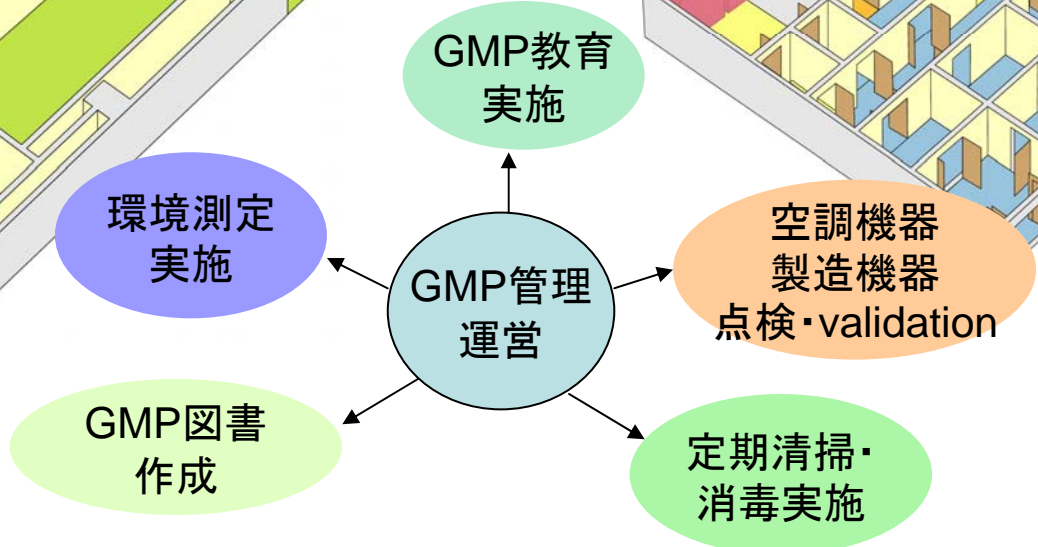 GMP教育
実施
環境測定
実施
空調機器
製造機器
点検･validation
GMP管理
運営
GMP図書
作成
定期清掃･
消毒実施